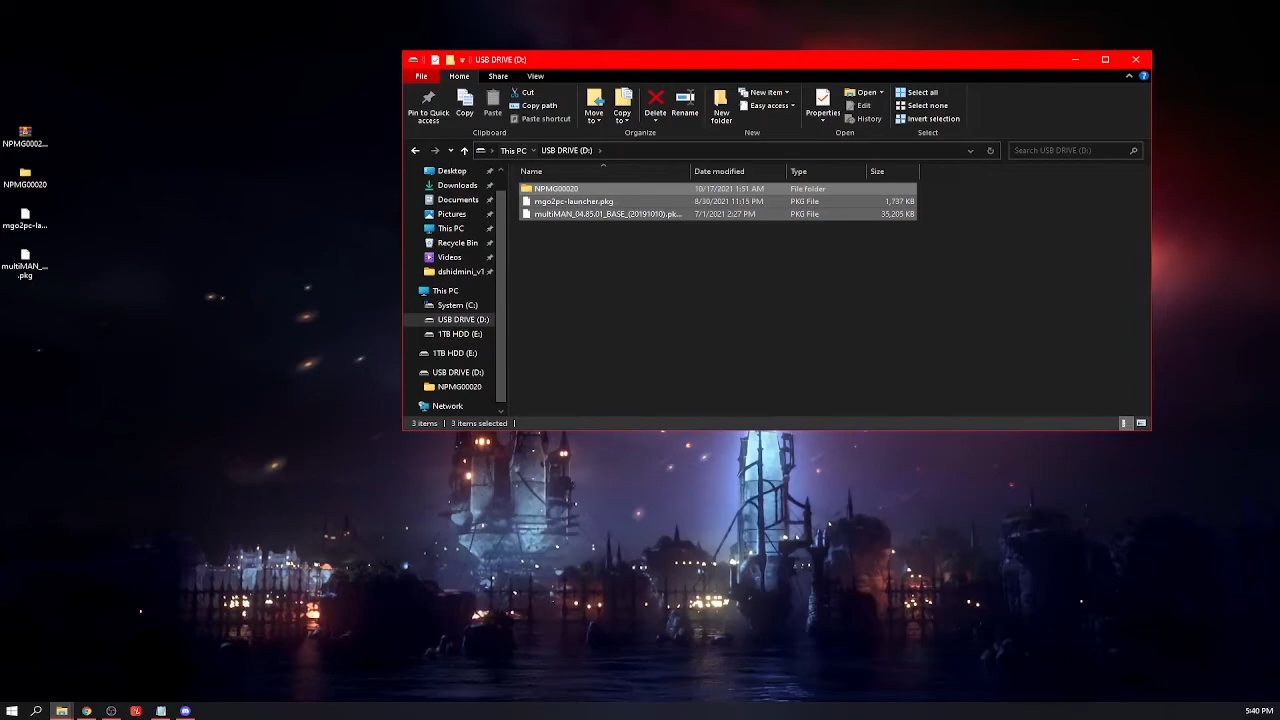 USB DRIVE (D:)
File Home Share View
Pin to Quick access
Copy
Paste
Cut
Copy path
Paste shortcut
Clipboard
Move to
Copy to
Delete
Rename
Organize
New folder
New item
Easy access
New
Properties
Open
Edit
History
Open
Select all
Select none
Invert selection
Select
This PC USB DRIVE (D:)
Search USB DRIVE (D:)
Desktop
Downloads
Documents
Pictures
This PC
Recycle Bin
Videos
dshidmini_v1
This PC
System (C:)
USB DRIVE (D:)
1TB HDD (E:)
1TB HDD (E:)
USB DRIVE (D:)
NPMG00020
Network
Name Date modified Type Size
NPMG00020 10/17/2021 1:51 AM File folder
mgo2pc-launcher.pkg 8/30/2021 11:15 PM PKG File 1,737 KB
multiMAN_04.85.01_BASE_(20191010).pk... 7/1/2021 2:27 PM PKG File 35,205 KB
3 items 3 items selected
NPMG0002...
NPMG00020
mgo2pc-la...
multiMAN_...
.pkg
5:40 PM